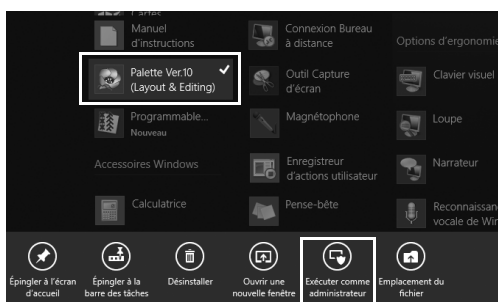 Cartes
Manuel
d'instructions
Palette Ver.10
(Layout & Editing)
Programmable...
Nouveau
Accessoires Windows
Calculatrice
Connexion Bureau
à distance
Outil Capture
d'écran
Magnétophone
Enregistreur
d'actions utilisateur
Pense-bête
Options d'ergonomie
Clavier visuel
Loupe
Narrateur
Reconnaissan
vocale de Win
Épingler à l'écran
d'accueil
Épingler à la
barre des tâches
Désinstaller
Ouvrir une
nouvelle fenêtre
Exécuter comme
administrateur
Emplacement du
fichier